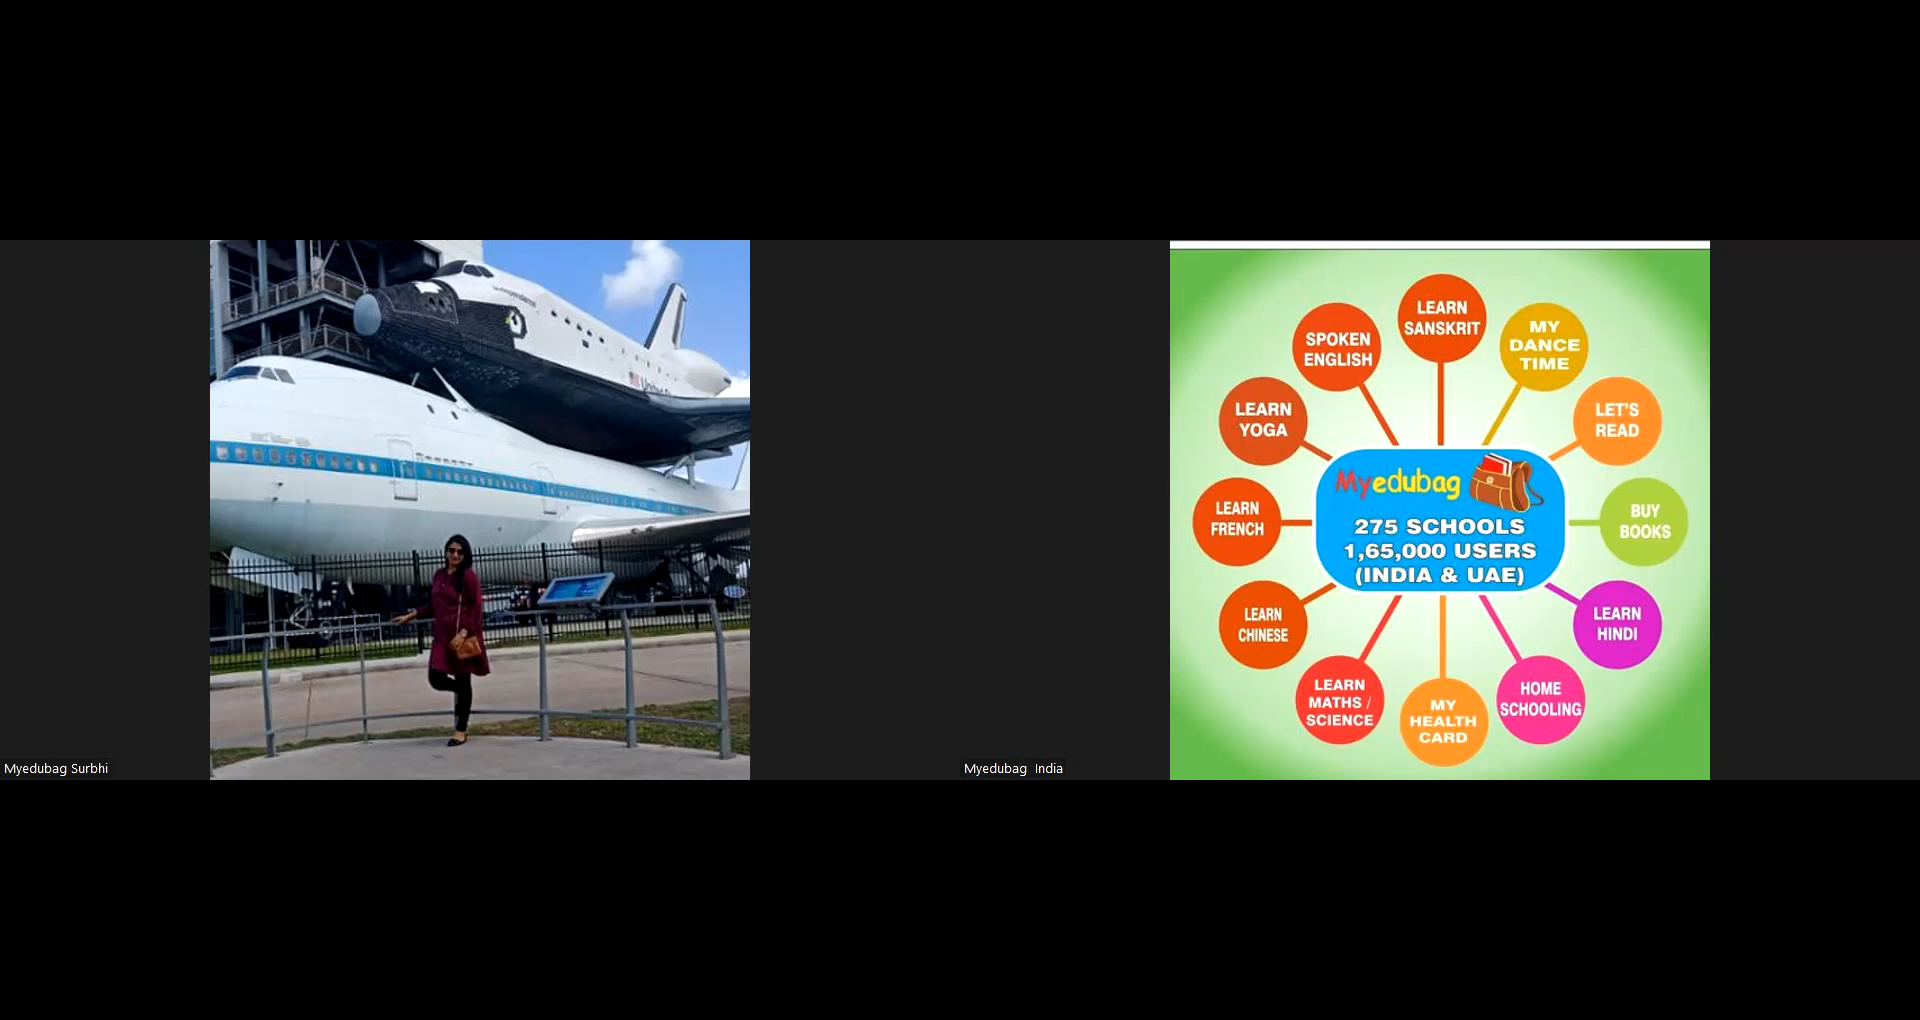 Independence
United
Myedubag Surbhi
LEARN
SANSKRIT
SPOKEN
ENGLISH
MY
DANCE
TIME
LEARN
YOGA
LET'S
READ
LEARN
FRENCH
Myedubag
275 SCHOOLS
1,65,000 USERS
(INDIA & UAE)
BUY
BOOKS
LEARN
CHINESE
LEARN
HINDI
LEARN
MATHS /
SCIENCE
MY
HEALTH
CARD
HOME
SCHOOLING
Myedubag India